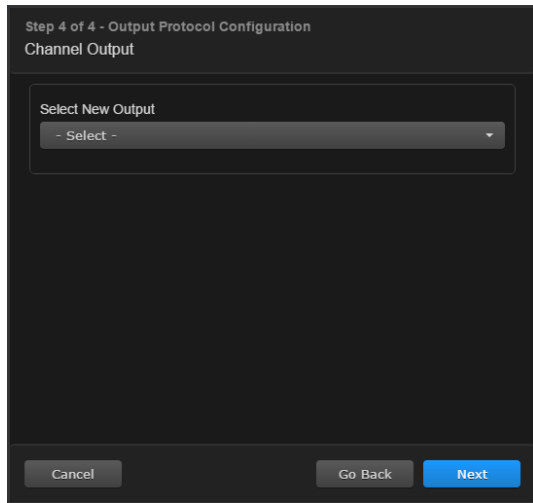 Step 4 of 4 - Output Protocol Configuration
Channel Output
Select New Output
- Select -
Cancel
Go Back
Next